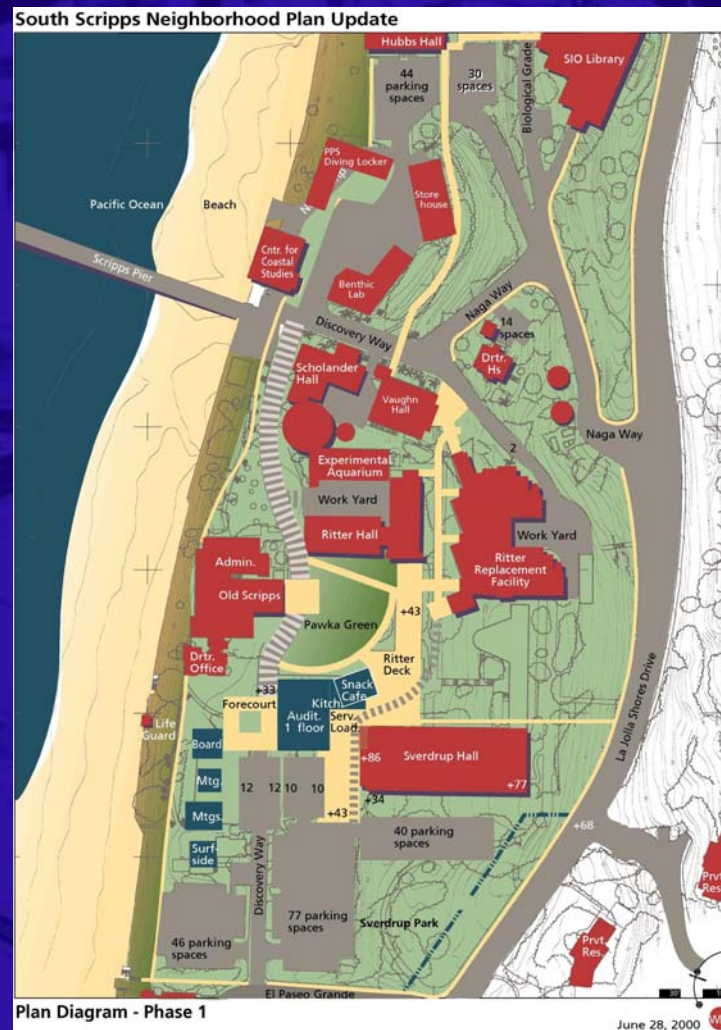 South Scripps Neighborhood Plan Update
Hubbs Hall
44
parking
spaces
30
spaces
Biological Grade
SIO Library
PPS
Diving Locker
Store
house
Pacific Ocean
Beach
Scripps Pier
Cntr. for
Coastal
Studies
Benthic
Lab
Naga Way
Discovery Way
14
spaces
Drtr.
Hs
Scholander
Hall
Vaughn
Hall
Naga Way
2
Experimental
Aquarium
Work Yard
Ritter Hall
Work Yard
Ritter
Replacement
Facility
Admin.
Old Scripps
Pawka Green
+43
Ritter
Deck
Drtr.
Office
+33
Forecourt
Snack
Cafe
Kitch.
Audit.
1 floor
Serv.
Load
Life
Guard
Board
Mtg.
Mtgs.
Surf-
side
+86
Sverdrup Hall
+77
12
12
10
10
+43
+34
40 parking
spaces
+68
La Jolla Shores Drive
Discovery Way
46 parking
spaces
77 parking
spaces
Sverdrup Park
Prvt.
Res.
El Paseo Grande
Plan Diagram - Phase 1
June 28, 2000